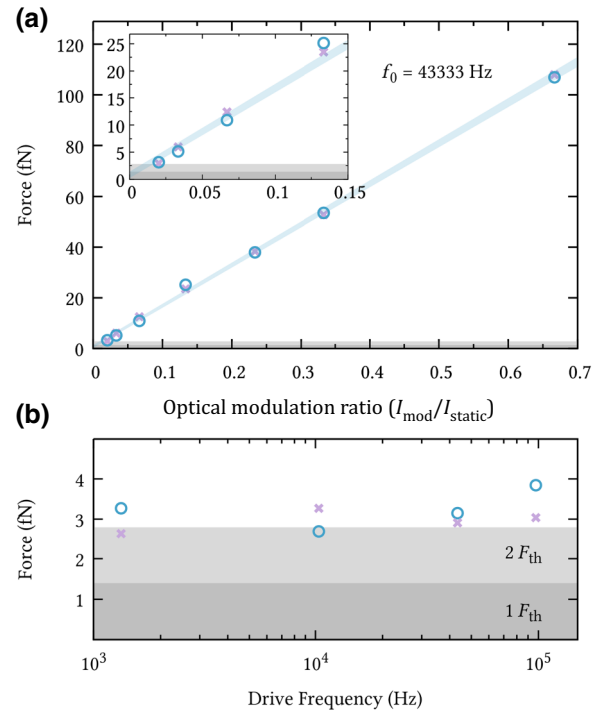 (a)
120
100
80
60
40
20
0
Force (fN)
25
20
15
10
5
0
0
0.05
0.10
0.15
f0 = 43333 Hz
0 0.1 0.2 0.3 0.4 0.5 0.6 0.7
Optical modulation ratio (Imod/Istatic)
(b)
4
3
2
1
Force (fN)
2 Fth
1 Fth
10^3 10^4 10^5
Drive Frequency (Hz)